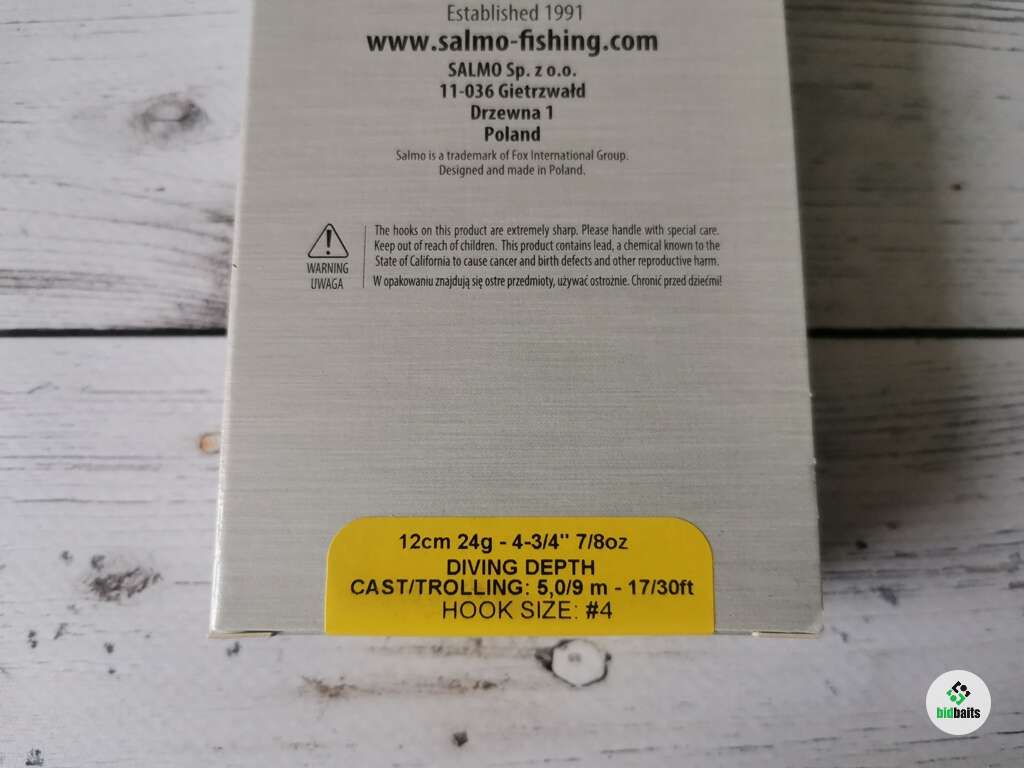 Established 1991
www.salmo-fishing.com
SALMO Sp. z o.o.
11-036 Gietrzwałd
Drzewna 1
Poland
Salmo is a trademark of Fox International Group.
Designed and made in Poland.
WARNING
UWAGA
The hooks on this product are extremely sharp. Please handle with special care.
Keep out of reach of children. This product contains lead, a chemical known to the
State of California to cause cancer and birth defects and other reproductive harm.
W opakowaniu znajdują się ostre przedmioty, używać ostrożnie. Chronić przed dziećmi!
12cm 24g - 4-3/4" 7/8oz
DIVING DEPTH
CAST/TROLLING: 5,0/9 m - 17/30ft
HOOK SIZE: #4
bidbaits